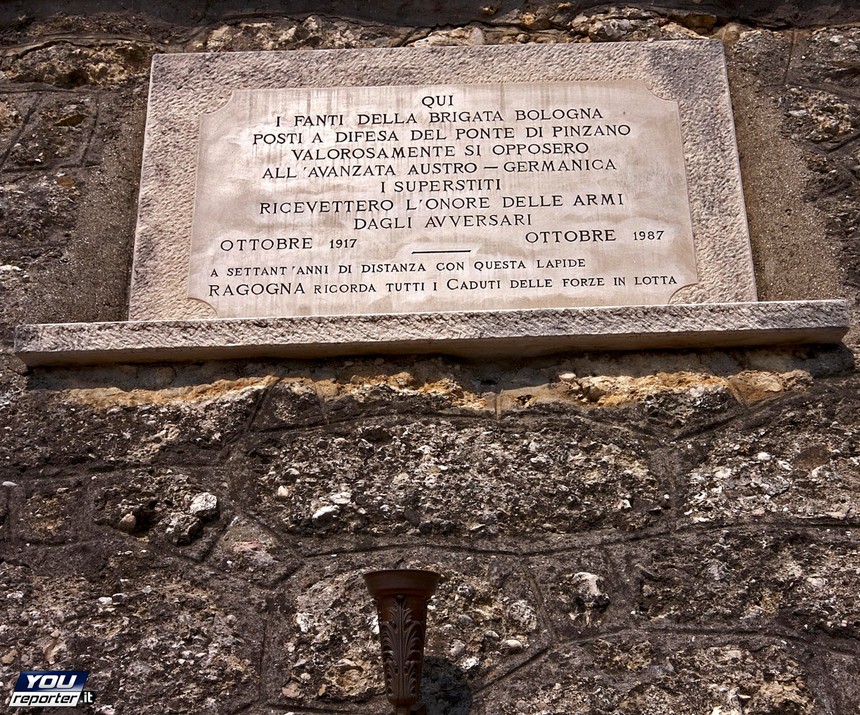 QUI
I FANTI DELLA BRIGATA BOLOGNA
POSTI A DIFESA DEL PONTE DI PINZANO
VALOROSAMENTE SI OPPOSERO
ALL'AVANZATA AUSTRO – GERMANICA
I SUPERSTITI
RICEVETTERO L'ONORE DELLE ARMI
DAGLI AVVERSARI
OTTOBRE 1917 OTTOBRE 1987
A SETTANT'ANNI DI DISTANZA CON QUESTA LAPIDE
RAGOGNA RICORDA TUTTI I CADUTI DELLE FORZE IN LOTTA
YOU
reporter.it